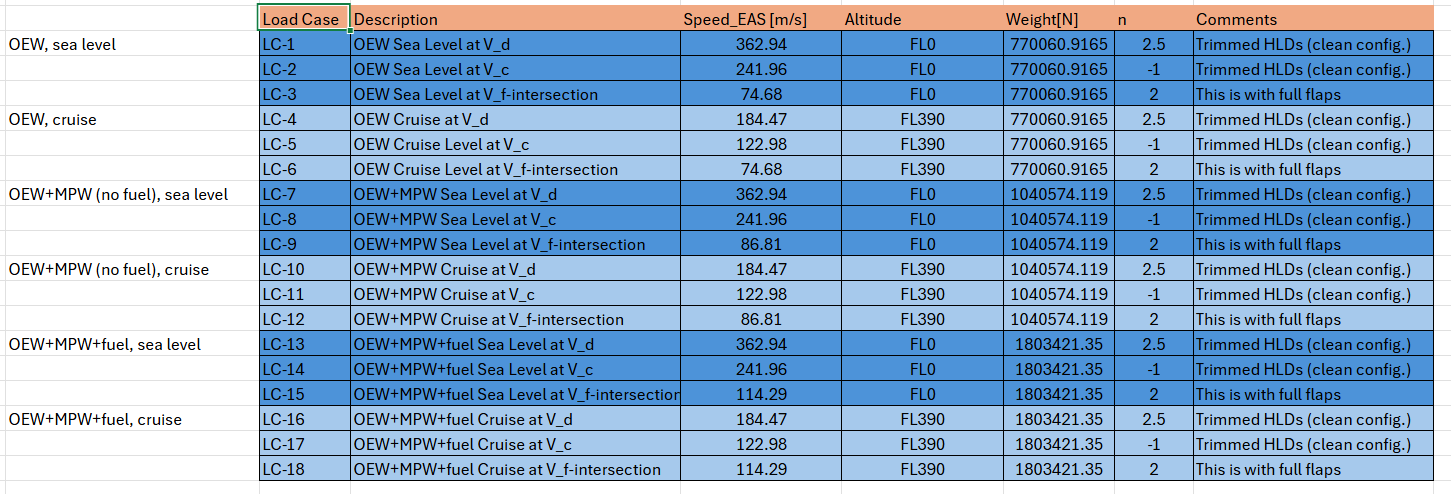 Load Case Description Speed_EAS [m/s] Altitude Weight[N] n Comments
OEW, sea level LC-1 OEW Sea Level at V_d 362.94 FL0 770060.9165 2.5 Trimmed HLDs (clean config.)
LC-2 OEW Sea Level at V_c 241.96 FL0 770060.9165 -1 Trimmed HLDs (clean config.)
LC-3 OEW Sea Level at V_f-intersection 74.68 FL0 770060.9165 2 This is with full flaps
OEW, cruise LC-4 OEW Cruise at V_d 184.47 FL390 770060.9165 2.5 Trimmed HLDs (clean config.)
LC-5 OEW Cruise Level at V_c 122.98 FL390 770060.9165 -1 Trimmed HLDs (clean config.)
LC-6 OEW Cruise Level at V_f-intersection 74.68 FL390 770060.9165 2 This is with full flaps
OEW+MPW (no fuel), sea level LC-7 OEW+MPW Sea Level at V_d 362.94 FL0 1040574.119 2.5 Trimmed HLDs (clean config.)
LC-8 OEW+MPW Sea Level at V_c 241.96 FL0 1040574.119 -1 Trimmed HLDs (clean config.)
LC-9 OEW+MPW Sea Level at V_f-intersection 86.81 FL0 1040574.119 2 This is with full flaps
OEW+MPW (no fuel), cruise LC-10 OEW+MPW Cruise at V_d 184.47 FL390 1040574.119 2.5 Trimmed HLDs (clean config.)
LC-11 OEW+MPW Cruise at V_c 122.98 FL390 1040574.119 -1 Trimmed HLDs (clean config.)
LC-12 OEW+MPW Cruise at V_f-intersection 86.81 FL390 1040574.119 2 This is with full flaps
OEW+MPW+fuel, sea level LC-13 OEW+MPW+fuel Sea Level at V_d 362.94 FL0 1803421.35 2.5 Trimmed HLDs (clean config.)
LC-14 OEW+MPW+fuel Sea Level at V_c 241.96 FL0 1803421.35 -1 Trimmed HLDs (clean config.)
LC-15 OEW+MPW+fuel Sea Level at V_f-intersection 114.29 FL0 1803421.35 2 This is with full flaps
OEW+MPW+fuel, cruise LC-16 OEW+MPW+fuel Cruise at V_d 184.47 FL390 1803421.35 2.5 Trimmed HLDs (clean config.)
LC-17 OEW+MPW+fuel Cruise at V_c 122.98 FL390 1803421.35 -1 Trimmed HLDs (clean config.)
LC-18 OEW+MPW+fuel Cruise at V_f-intersection 114.29 FL390 1803421.35 2 This is with full flaps